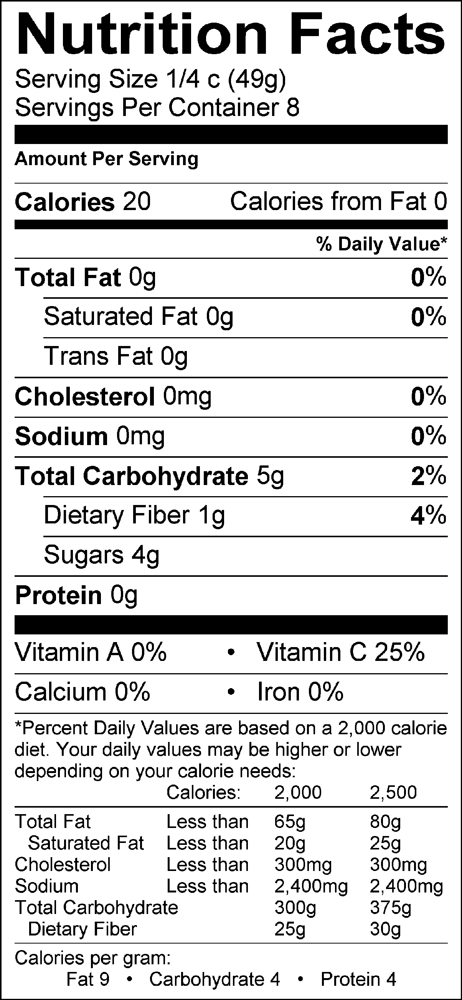 Nutrition Facts
Serving Size 1/4 c (49g)
Servings Per Container 8
Amount Per Serving
Calories 20 Calories from Fat 0
% Daily Value*
Total Fat 0g 0%
Saturated Fat 0g 0%
Trans Fat 0g
Cholesterol 0mg 0%
Sodium 0mg 0%
Total Carbohydrate 5g 2%
Dietary Fiber 1g 4%
Sugars 4g
Protein 0g
Vitamin A 0% • Vitamin C 25%
Calcium 0% • Iron 0%
*Percent Daily Values are based on a 2,000 calorie
diet. Your daily values may be higher or lower
depending on your calorie needs:
Calories: 2,000 2,500
Total Fat Less than 65g 80g
Saturated Fat Less than 20g 25g
Cholesterol Less than 300mg 300mg
Sodium Less than 2,400mg 2,400mg
Total Carbohydrate 300g 375g
Dietary Fiber 25g 30g
Calories per gram:
Fat 9 • Carbohydrate 4 • Protein 4